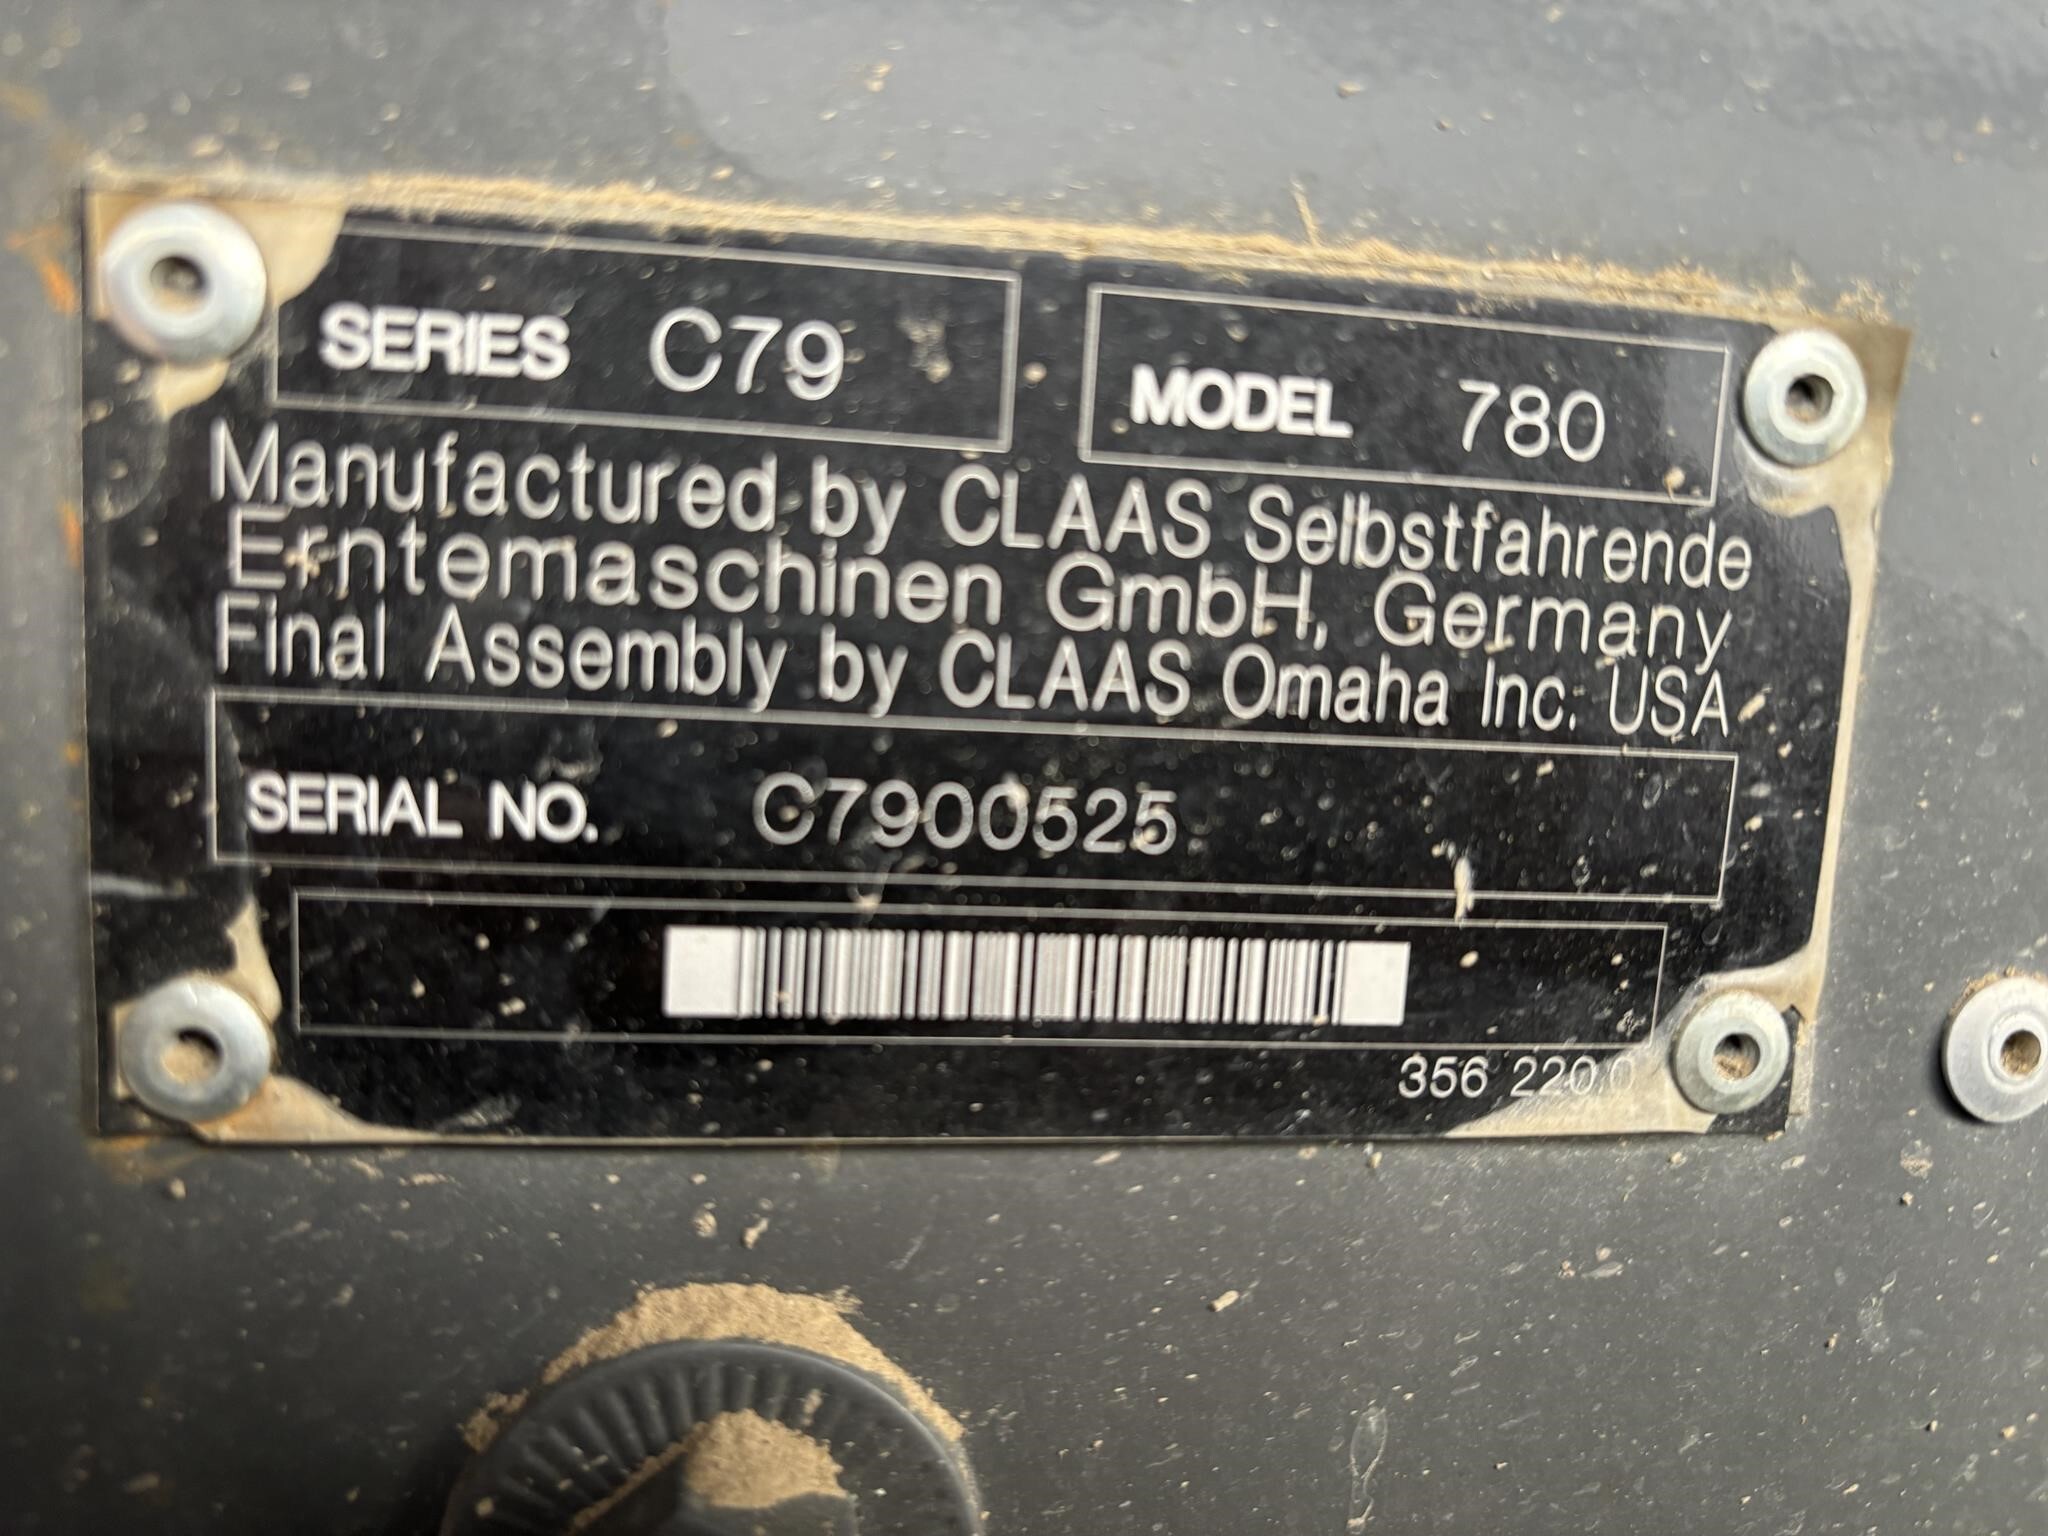 SERIES C79 MODEL 780
Manufactured by CLAAS Selbstfahrende
Erntemaschinen GmbH, Germany
Final Assembly by CLAAS Omaha Inc. USA
SERIAL NO. C7900525
356 220.0